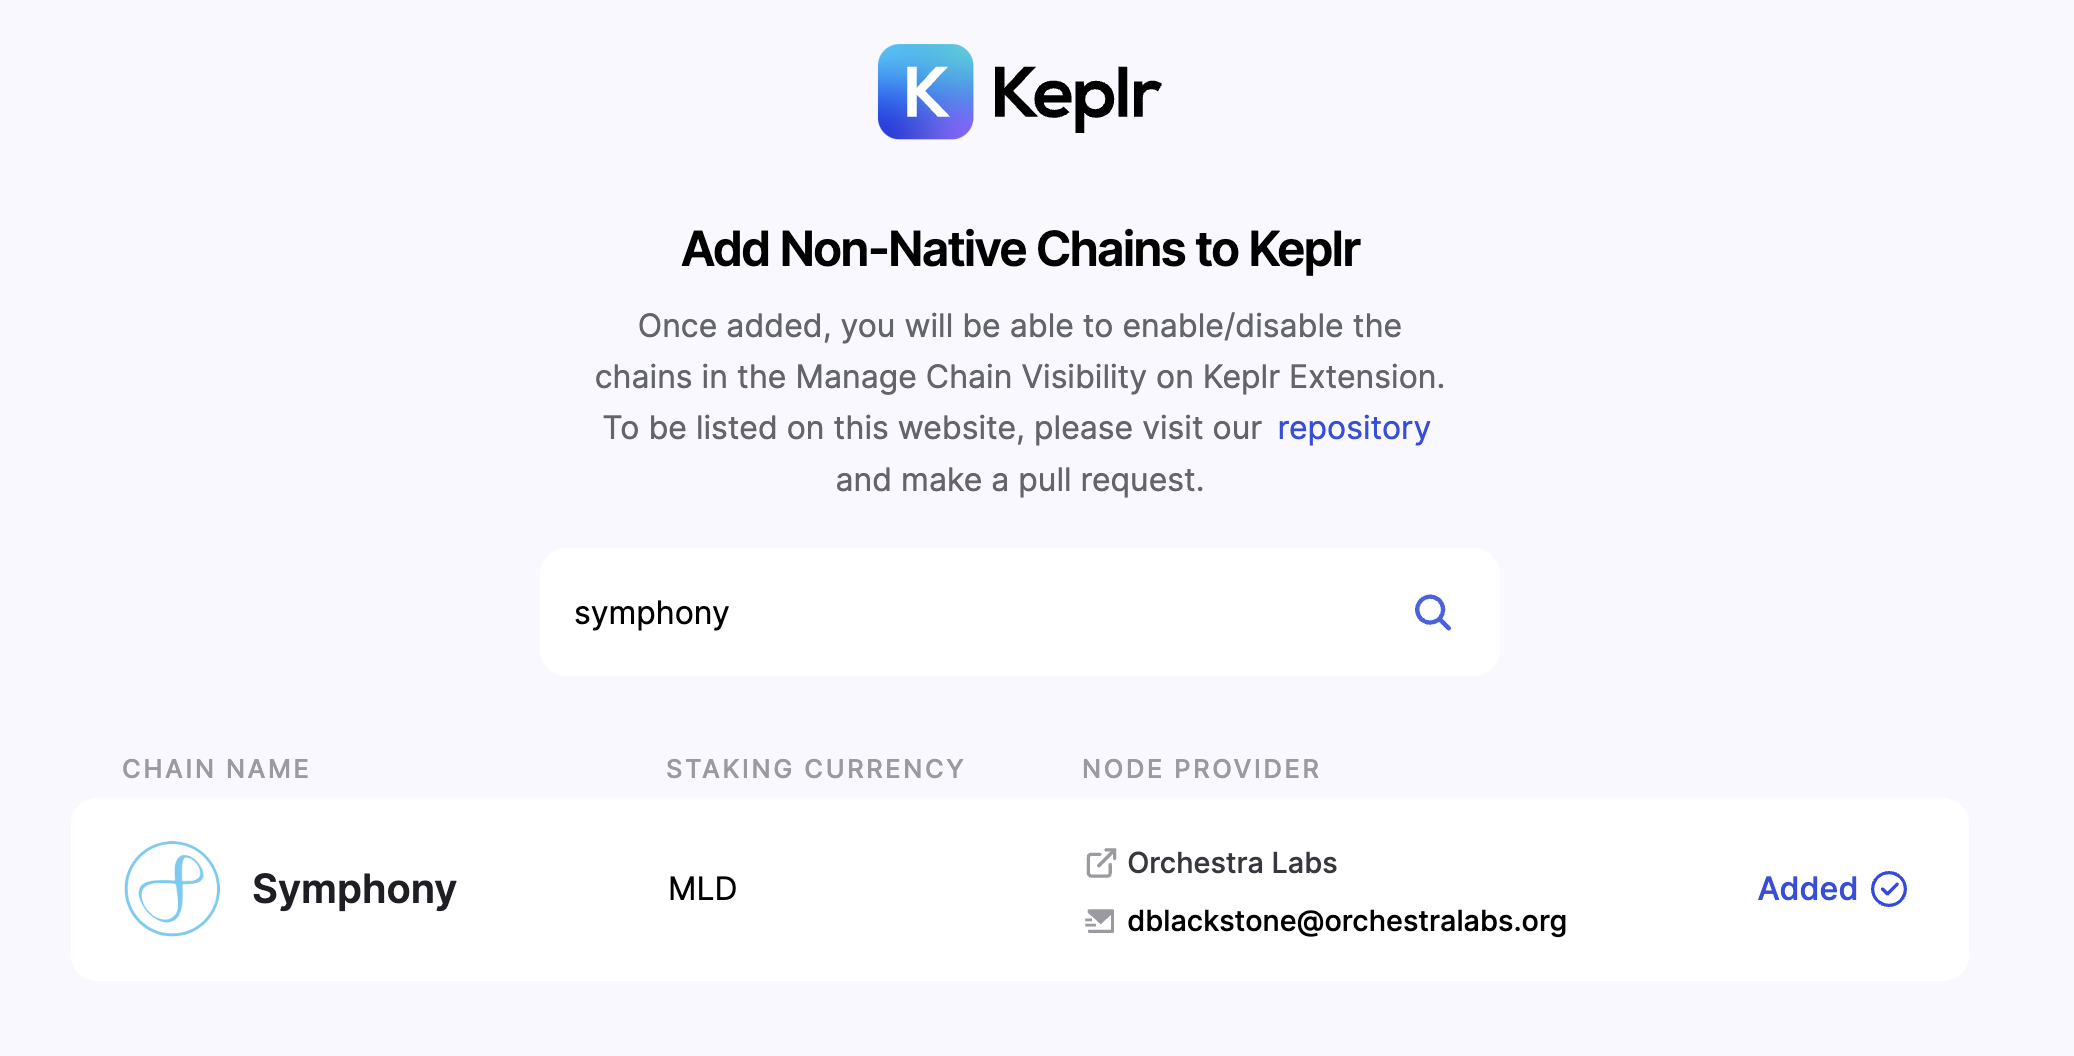 K Keplr
Add Non-Native Chains to Keplr
Once added, you will be able to enable/disable the
chains in the Manage Chain Visibility on Keplr Extension.
To be listed on this website, please visit our repository
and make a pull request.
symphony
CHAIN NAME STAKING CURRENCY NODE PROVIDER
Symphony MLD Orchestra Labs
dblackstone@orchestralabs.org
Added